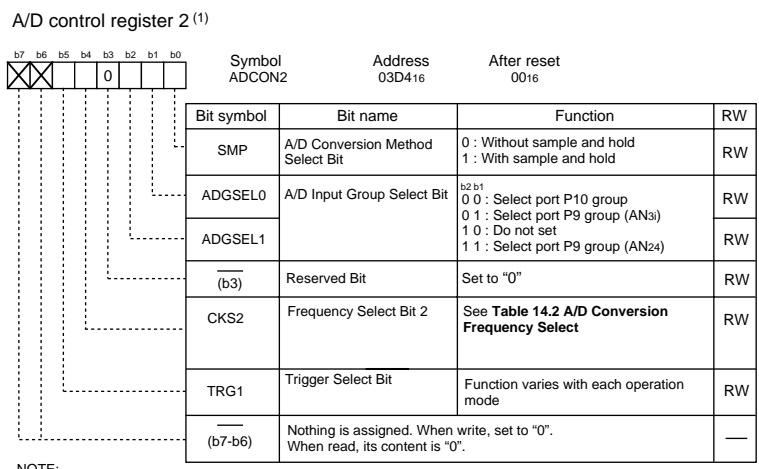 A/D control register 2 (1)
b7 b6 b5 b4 b3 b2 b1 b0
0
Symbol Address After reset
ADCON2 03D416 0016
Bit symbol Bit name Function RW
SMP A/D Conversion Method Select Bit 0 : Without sample and hold RW
1 : With sample and hold
ADGSEL0 A/D Input Group Select Bit b2 b1 RW
0 0 : Select port P10 group
0 1 : Select port P9 group (AN3i)
ADGSEL1 1 0 : Do not set RW
1 1 : Select port P9 group (AN24)
(b3) Reserved Bit Set to “0” RW
CKS2 Frequency Select Bit 2 See Table 14.2 A/D Conversion RW
Frequency Select
TRG1 Trigger Select Bit Function varies with each operation RW
mode
(b7-b6) Nothing is assigned. When write, set to “0”. —
When read, its content is “0”.
NOTE: